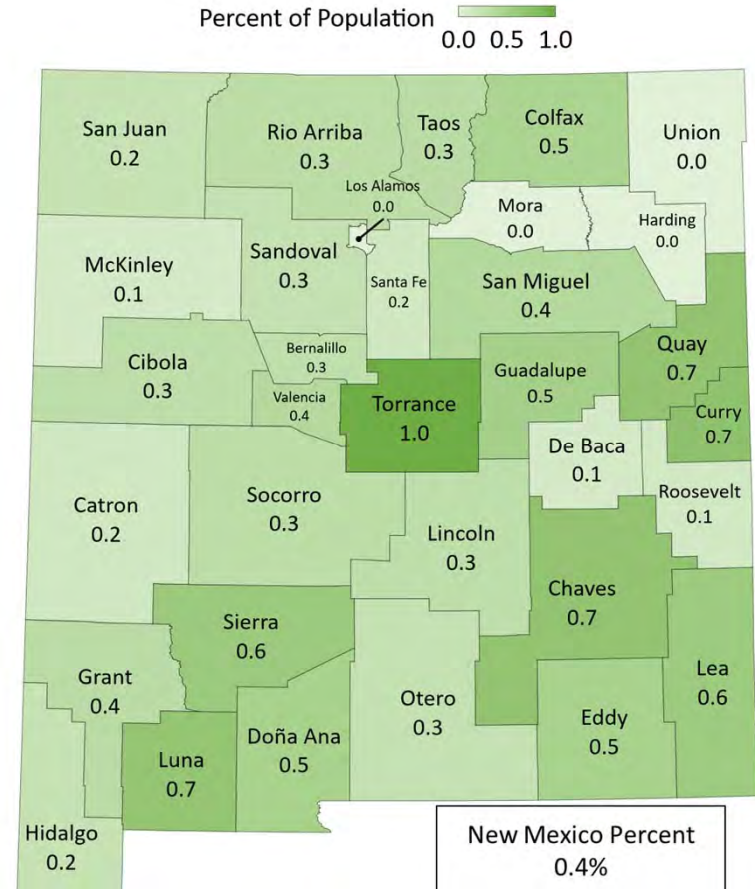 Percent of Population
0.0 0.5 1.0
San Juan
0.2
Rio Arriba
0.3
Taos
0.3
Colfax
0.5
Union
0.0
Los Alamos
0.0
Mora
0.0
Harding
0.0
McKinley
0.1
Sandoval
0.3
Santa Fe
0.2
San Miguel
0.4
Cibola
0.3
Bernalillo
0.3
Valencia
0.4
Torrance
1.0
Guadalupe
0.5
Quay
0.7
Curry
0.7
De Baca
0.1
Roosevelt
0.1
Catron
0.2
Socorro
0.3
Lincoln
0.3
Chaves
0.7
Sierra
0.6
Grant
0.4
Otero
0.3
Lea
0.6
Luna
0.7
Doña Ana
0.5
Eddy
0.5
Hidalgo
0.2
New Mexico Percent
0.4%